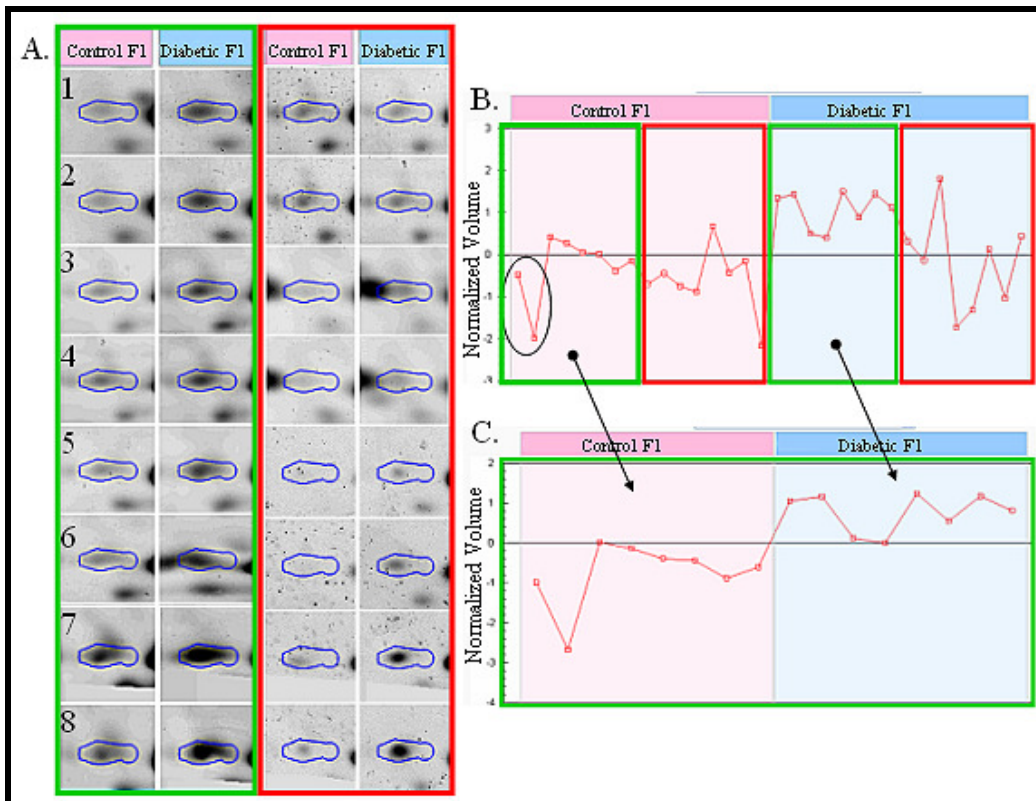 A.
Control F1 Diabetic F1 Control F1 Diabetic F1
1
2
3
4
5
6
7
8
B.
Control F1 Diabetic F1
Normalized Volume
3
2
1
0
-1
-2
-3
C.
Control F1 Diabetic F1
Normalized Volume
2
1
0
-1
-2
-3
-4